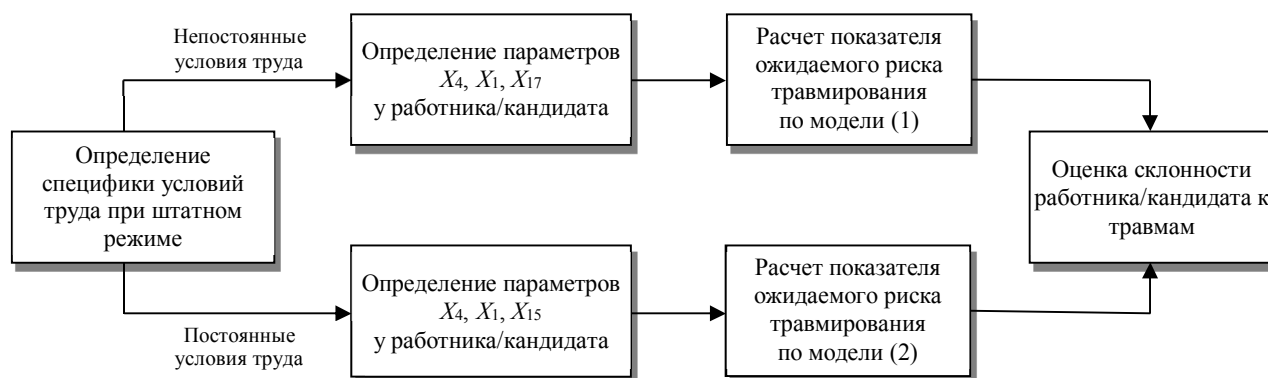 Непостоянные
условия труда
Определение параметров
X4, X1, X17
у работника/кандидата
Расчет показателя
ожидаемого риска
травмирования
по модели (1)
Определение
специфики условий
труда при штатном
режиме
Оценка склонности
работника/кандидата к
травмам
Постоянные
условия труда
Определение параметров
X4, X1, X15
у работника/кандидата
Расчет показателя
ожидаемого риска
травмирования
по модели (2)